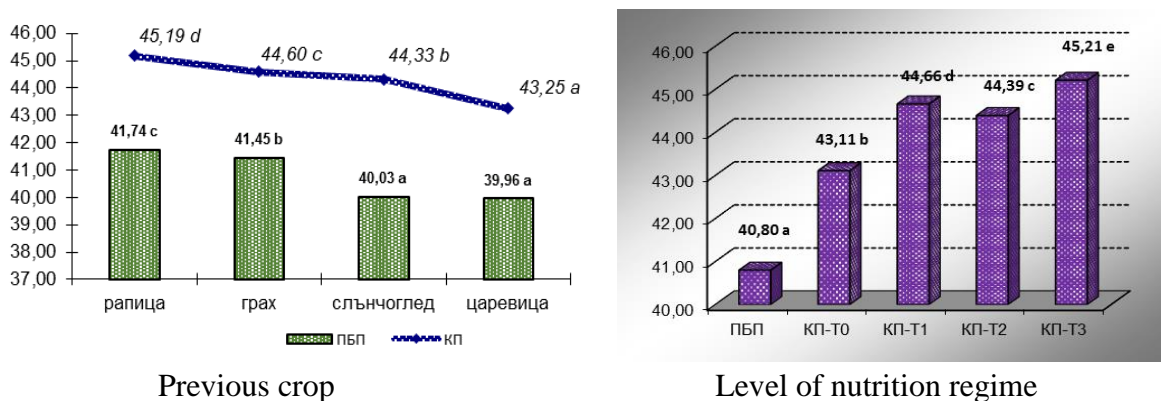 46,00
45,00
44,00
43,00
42,00
41,00
40,00
39,00
38,00
37,00
45,19 d
44,60 c
44,33 b
43,25 a
41,74 c
41,45 b
40,03 a
39,96 a
рапица грах слънчоглед царевица
ПБП КП
Previous crop
46,00
45,00
44,00
43,00
42,00
41,00
40,00
40,80 a
43,11 b
44,66 d
44,39 c
45,21 e
ПБП КП-Т0 КП-Т1 КП-Т2 КП-Т3
Level of nutrition regime